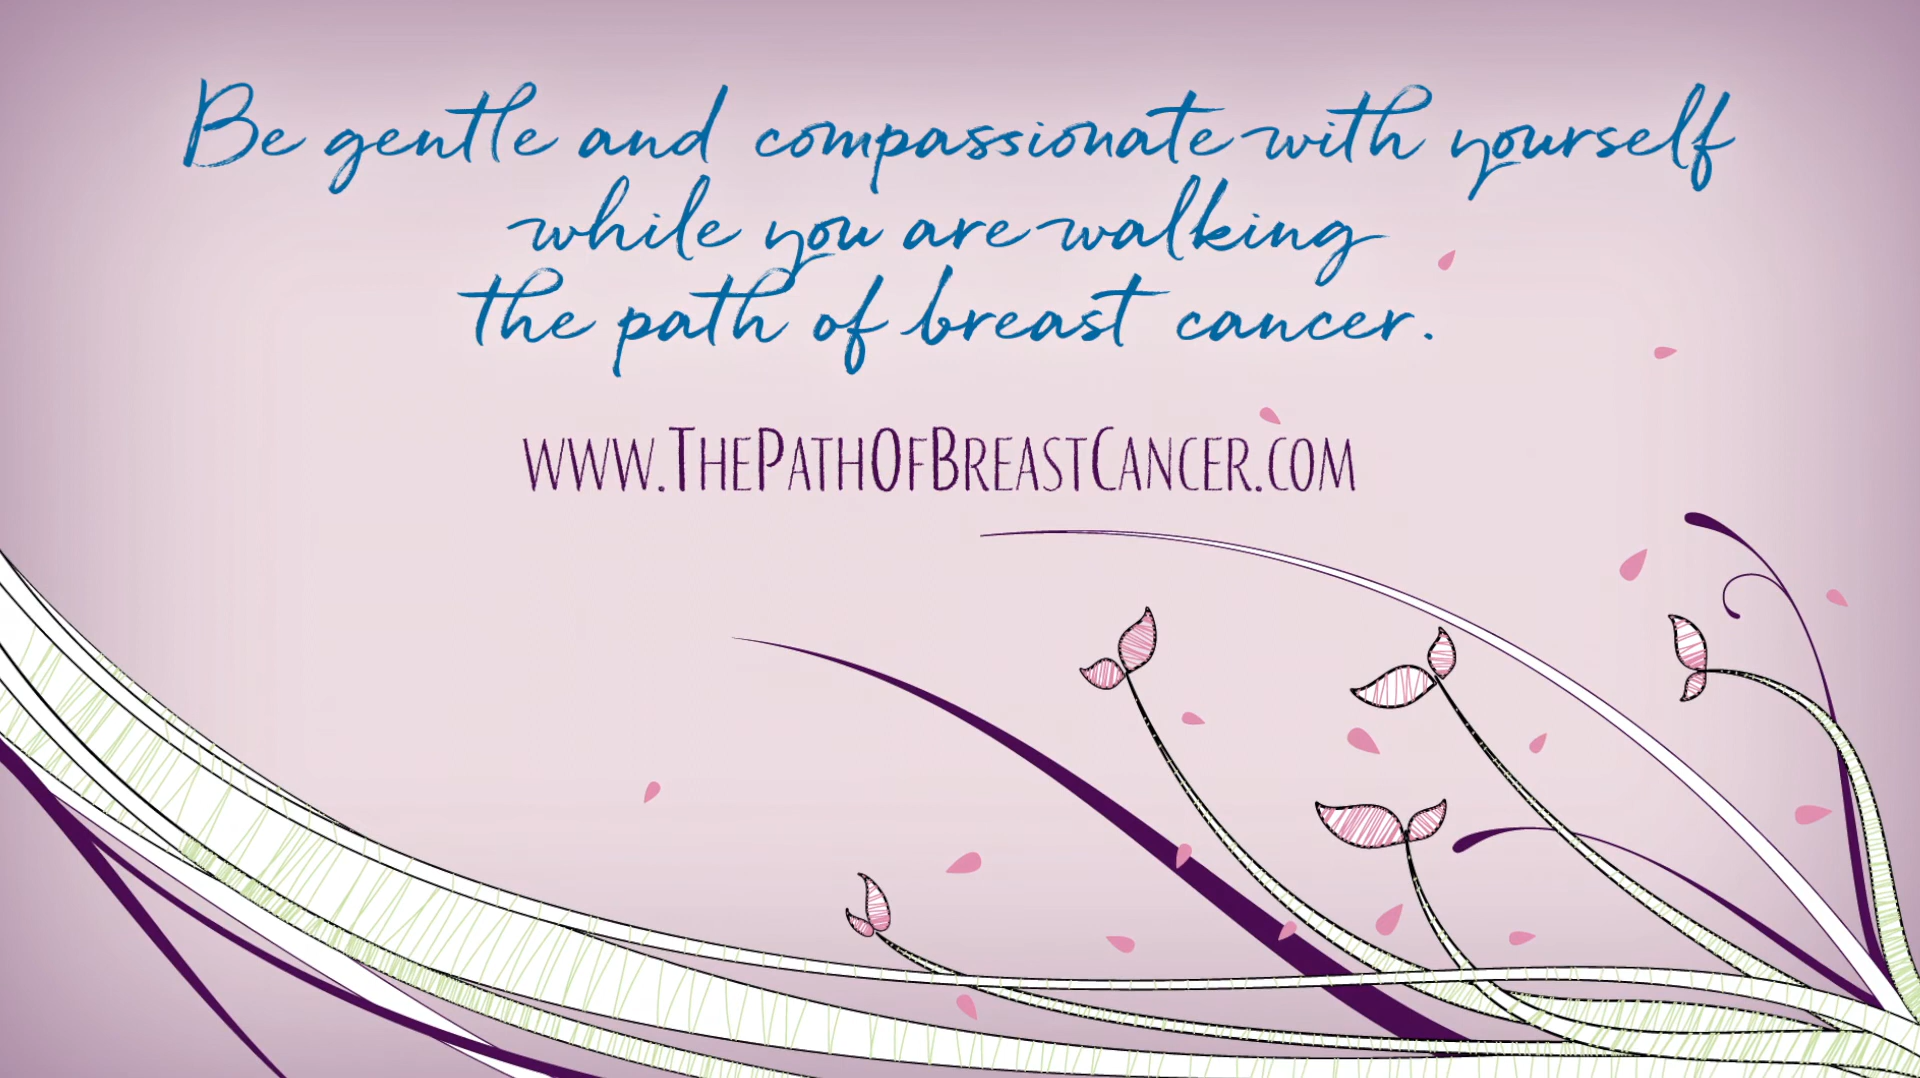 Be gentle and compassionate with yourself
while you are walking
the path of breast cancer.
www.ThePathOfBreastCancer.com